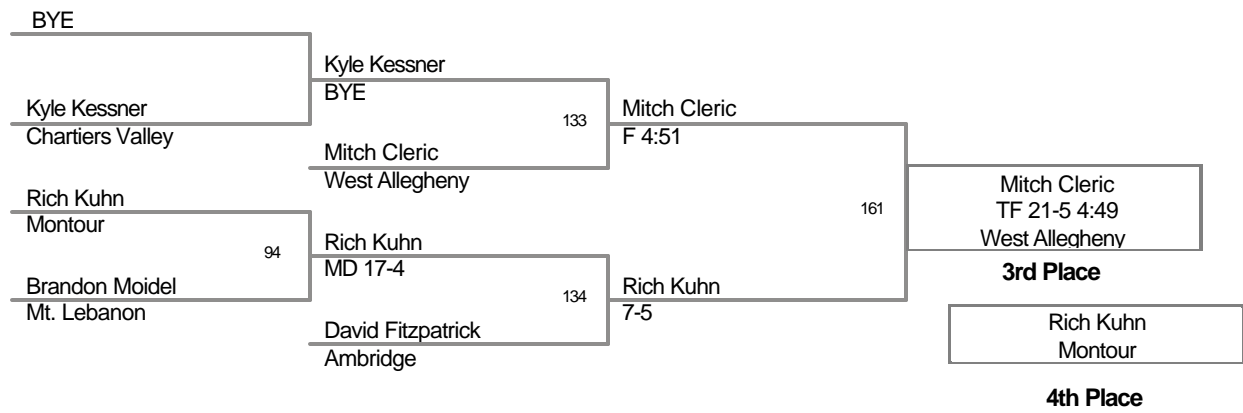 BYE
Kyle Kessner
BYE
Kyle Kessner
Chartiers Valley
133
Mitch Cleric
F 4:51
Mitch Cleric
West Allegheny
Rich Kuhn
Montour
94
Rich Kuhn
MD 17-4
Brandon Moidel
Mt. Lebanon
134
Rich Kuhn
7-5
David Fitzpatrick
Ambridge
161
Mitch Cleric
TF 21-5 4:49
West Allegheny
3rd Place
Rich Kuhn
Montour
4th Place